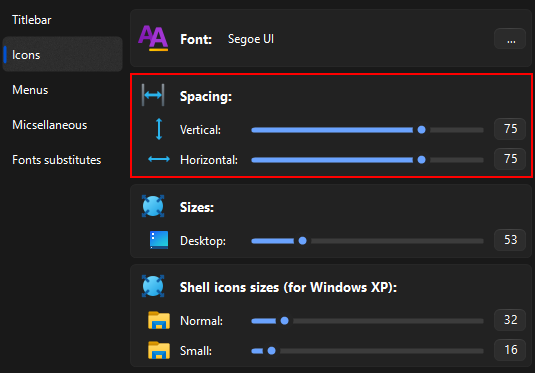 Titlebar
Icons
Menus
Micsellaneous
Fonts substitutes
Font: Segoe UI ...
Spacing:
Vertical: 75
Horizontal: 75
Sizes:
Desktop: 53
Shell icons sizes (for Windows XP):
Normal: 32
Small: 16